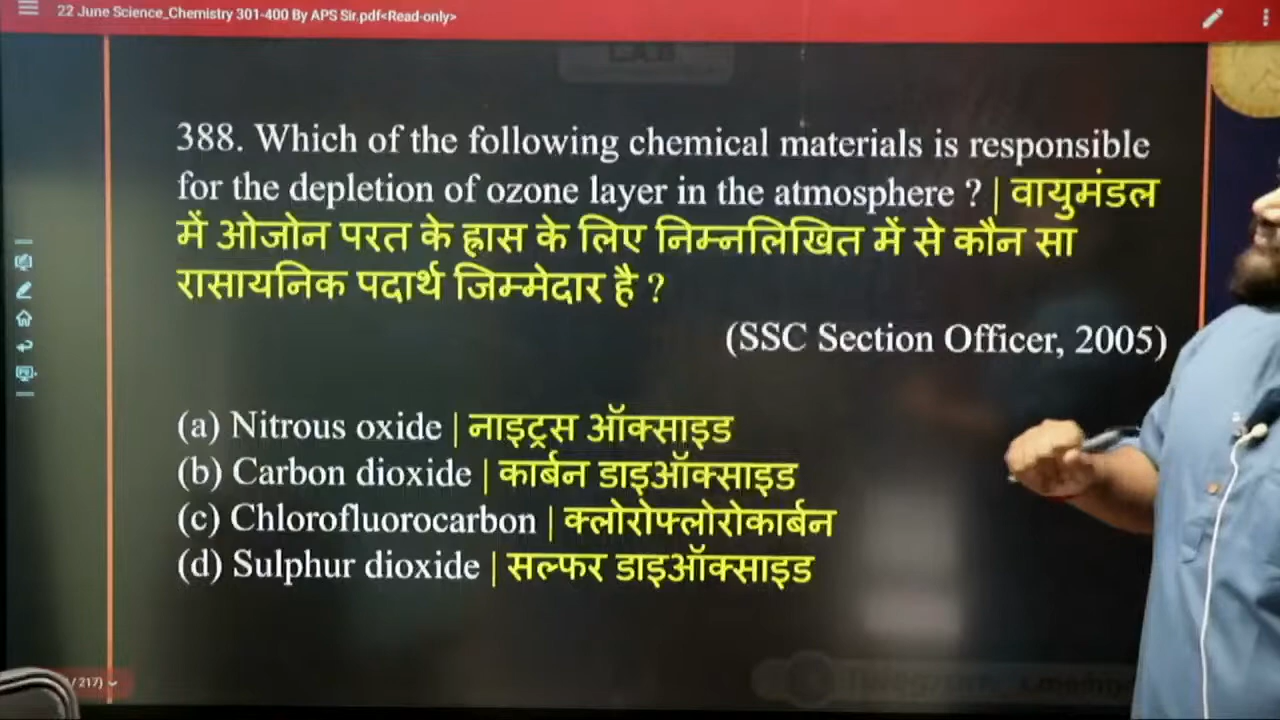 22 June Science_Chemistry 301-400 By APS Sir.pdf<Read-only>
388. Which of the following chemical materials is responsible
for the depletion of ozone layer in the atmosphere ? | वायुमंडल
में ओजोन परत के ह्रास के लिए निम्नलिखित में से कौन सा
रासायनिक पदार्थ जिम्मेदार है ?
(SSC Section Officer, 2005)
(a) Nitrous oxide | नाइट्रस ऑक्साइड
(b) Carbon dioxide | कार्बन डाइऑक्साइड
(c) Chlorofluorocarbon | क्लोरोफ्लोरोकार्बन
(d) Sulphur dioxide | सल्फर डाइऑक्साइड
/217)